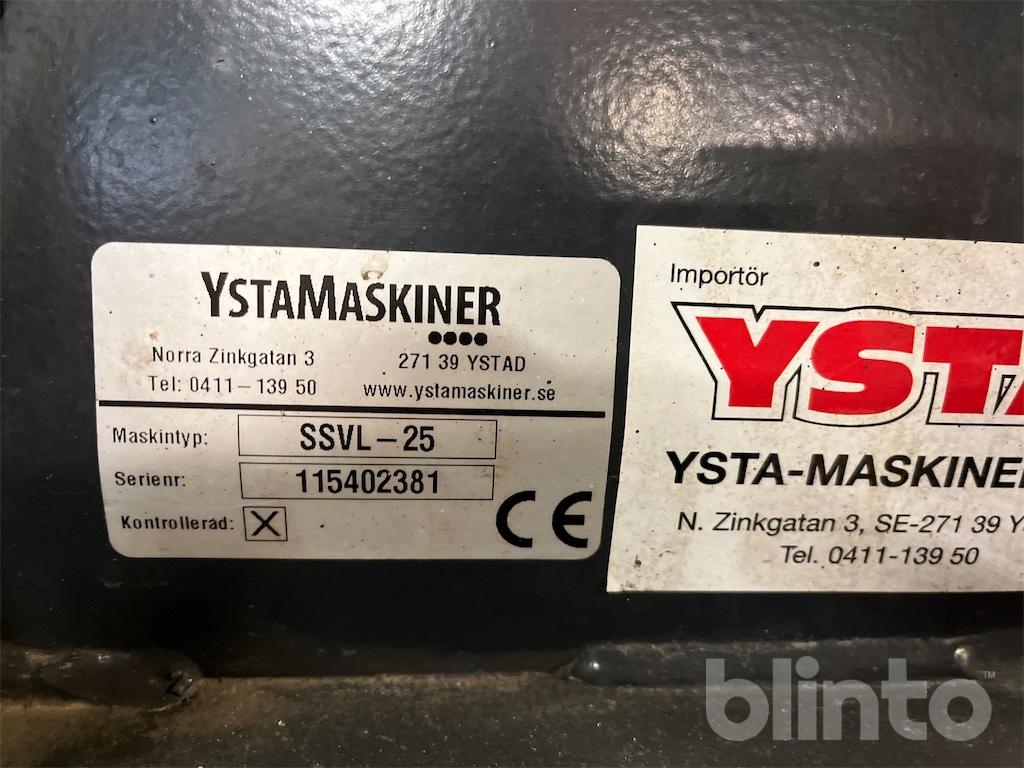 YSTAMASKINER
Norra Zinkgatan 3 271 39 YSTAD
Tel: 0411-139 50 www.ystamaskiner.se
Maskintyp: SSVL-25
Serienr: 115402381
Kontrollerad: X
CE
Importör
YSTA
YSTA-MASKINE
N. Zinkgatan 3, SE-271 39 Y
Tel. 0411-139 50
blinto™